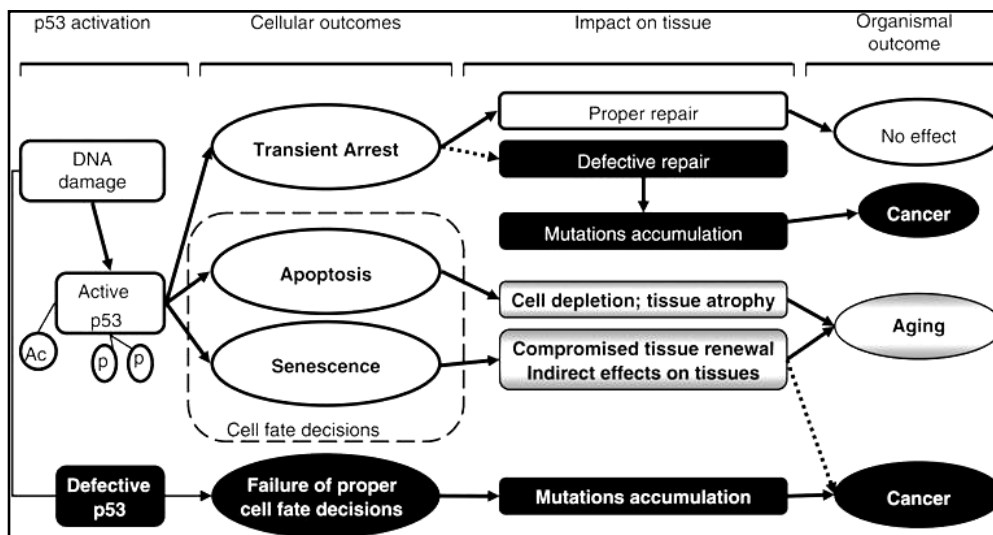 p53 activation
Cellular outcomes
Impact on tissue
Organismal
outcome
DNA
damage
Transient Arrest
Proper repair
No effect
Defective repair
Mutations accumulation
Cancer
Active
p53
Ac
p
p
Apoptosis
Cell depletion; tissue atrophy
Aging
Senescence
Compromised tissue renewal
Indirect effects on tissues
Cell fate decisions
Defective
p53
Failure of proper
cell fate decisions
Mutations accumulation
Cancer